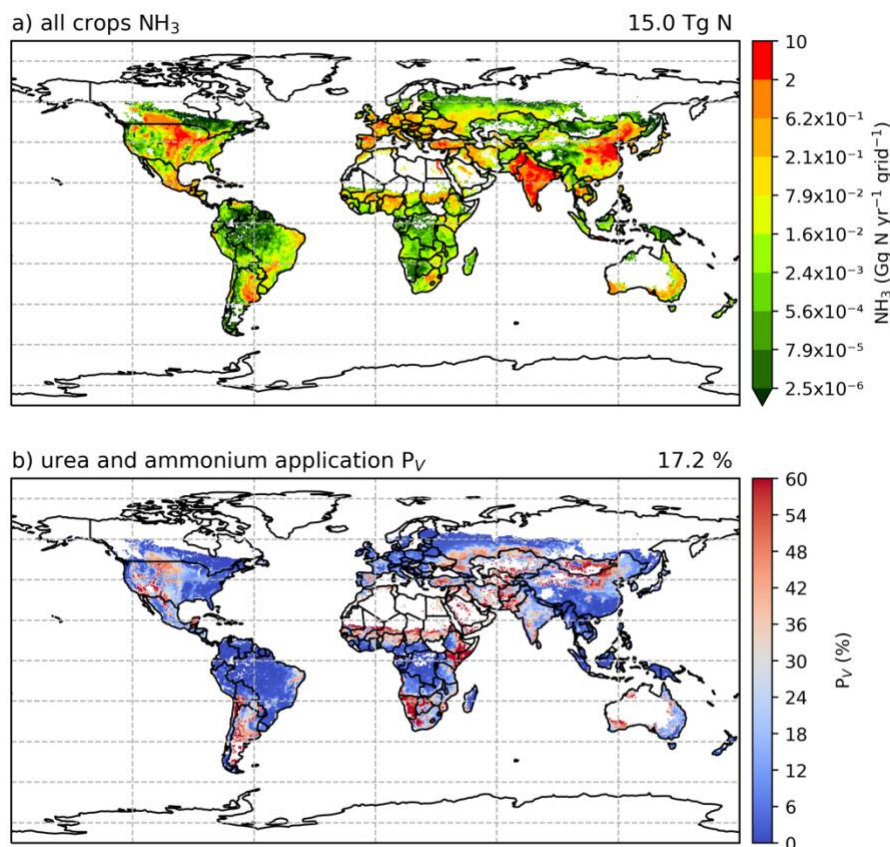 a) all crops NH₃ 15.0 Tg N
10
2
6.2x10⁻¹
2.1x10⁻¹
7.9x10⁻²
1.6x10⁻²
2.4x10⁻³
5.6x10⁻⁴
7.9x10⁻⁵
2.5x10⁻⁶
NH₃ (Gg N yr⁻¹ grid⁻¹)
b) urea and ammonium application Pᵥ 17.2 %
60
54
48
42
36
30
24
18
12
6
0
Pᵥ (%)